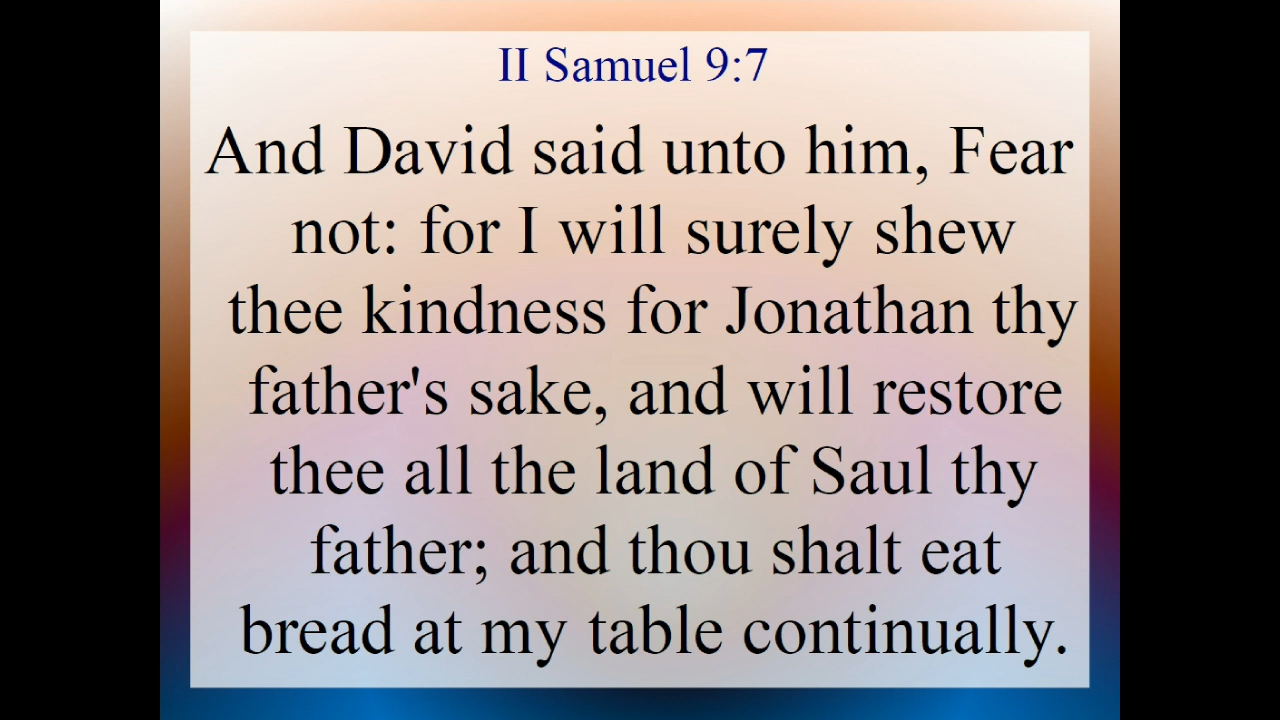 II Samuel 9:7
And David said unto him, Fear
not: for I will surely shew
thee kindness for Jonathan thy
father's sake, and will restore
thee all the land of Saul thy
father; and thou shalt eat
bread at my table continually.